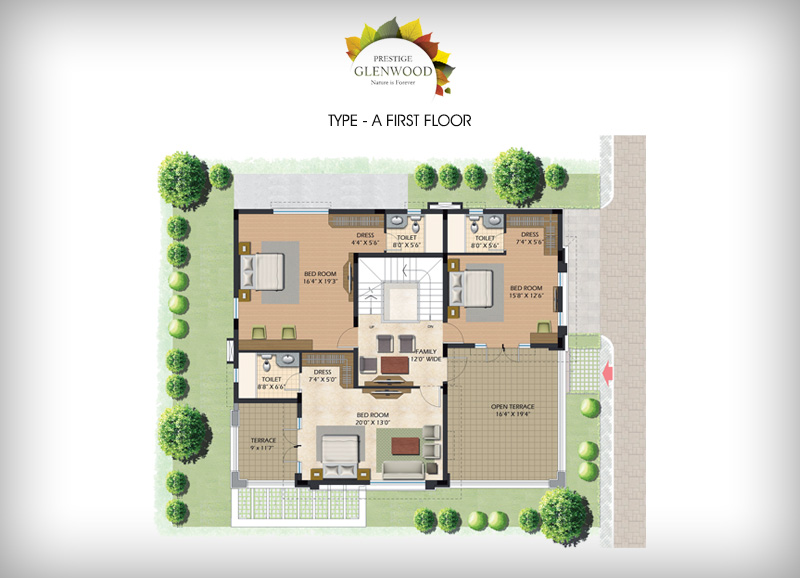 PRESTIGE
GLENWOOD
Nature is Forever
TYPE - A FIRST FLOOR
DRESS
4'4" X 5'6"
TOILET
8'0" X 5'6"
TOILET
8'0" X 5'6"
DRESS
7'4" X 5'6"
BED ROOM
16'4" X 19'3"
BED ROOM
15'8" X 12'6"
UP
DN
FAMILY
12'0" WIDE
TOILET
8'8" X 6'6"
DRESS
7'4" X 5'0"
BED ROOM
20'0" X 13'0"
OPEN TERRACE
16'4" X 19'4"
TERRACE
9' x 11'7"